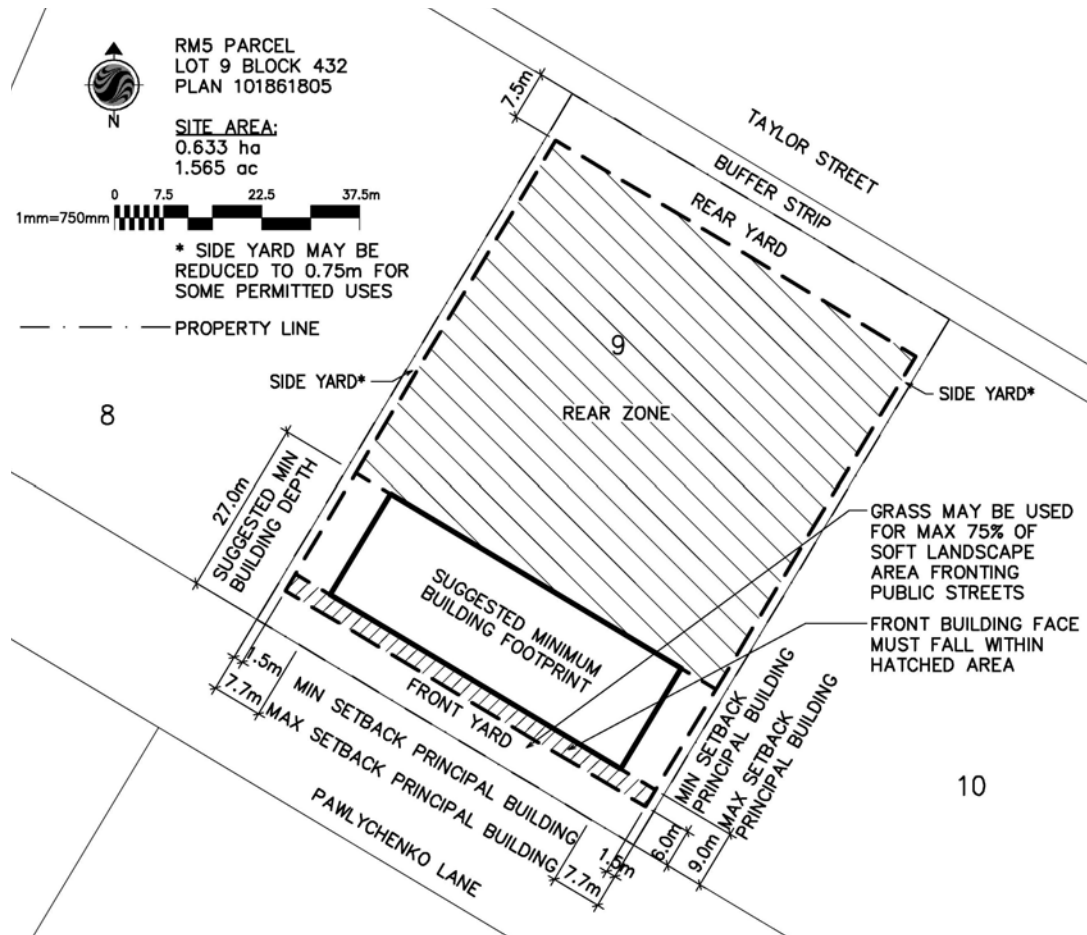 RM5 PARCEL
LOT 9 BLOCK 432
PLAN 101861805
N
SITE AREA:
0.633 ha
1.565 ac
0 7.5 22.5 37.5m
1mm=750mm
* SIDE YARD MAY BE
REDUCED TO 0.75m FOR
SOME PERMITTED USES
PROPERTY LINE
7.5m
TAYLOR STREET
BUFFER STRIP
REAR YARD
9
SIDE YARD*
SIDE YARD*
REAR ZONE
8
27.0m
SUGGESTED MIN
BUILDING DEPTH
GRASS MAY BE USED
FOR MAX 75% OF
SOFT LANDSCAPE
AREA FRONTING
PUBLIC STREETS
SUGGESTED MINIMUM
BUILDING FOOTPRINT
FRONT BUILDING FACE
MUST FALL WITHIN
HATCHED AREA
FRONT YARD
1.5m
MIN SETBACK PRINCIPAL BUILDING
1.5m
7.7m
MAX SETBACK PRINCIPAL BUILDING
7.7m
MIN SETBACK
PRINCIPAL BUILDING
6.0m
MAX SETBACK
PRINCIPAL BUILDING
9.0m
10
PAWLYCHENKO LANE